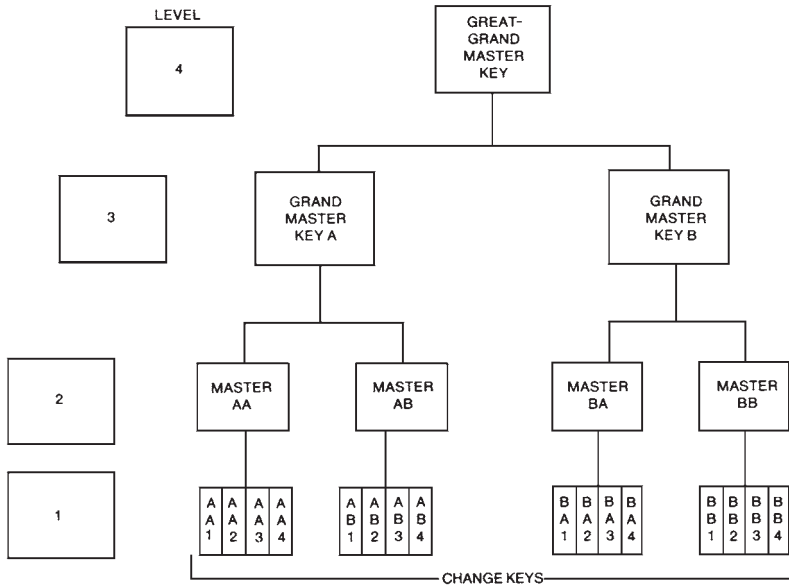 LEVEL
4
GREAT-
GRAND
MASTER
KEY
3
GRAND
MASTER
KEY A
GRAND
MASTER
KEY B
2
MASTER
AA
MASTER
AB
MASTER
BA
MASTER
BB
1
AA1 AA2 AA3 AA4
AB1 AB2 AB3 AB4
BA1 BA2 BA3 BA4
BB1 BB2 BB3 BB4
CHANGE KEYS